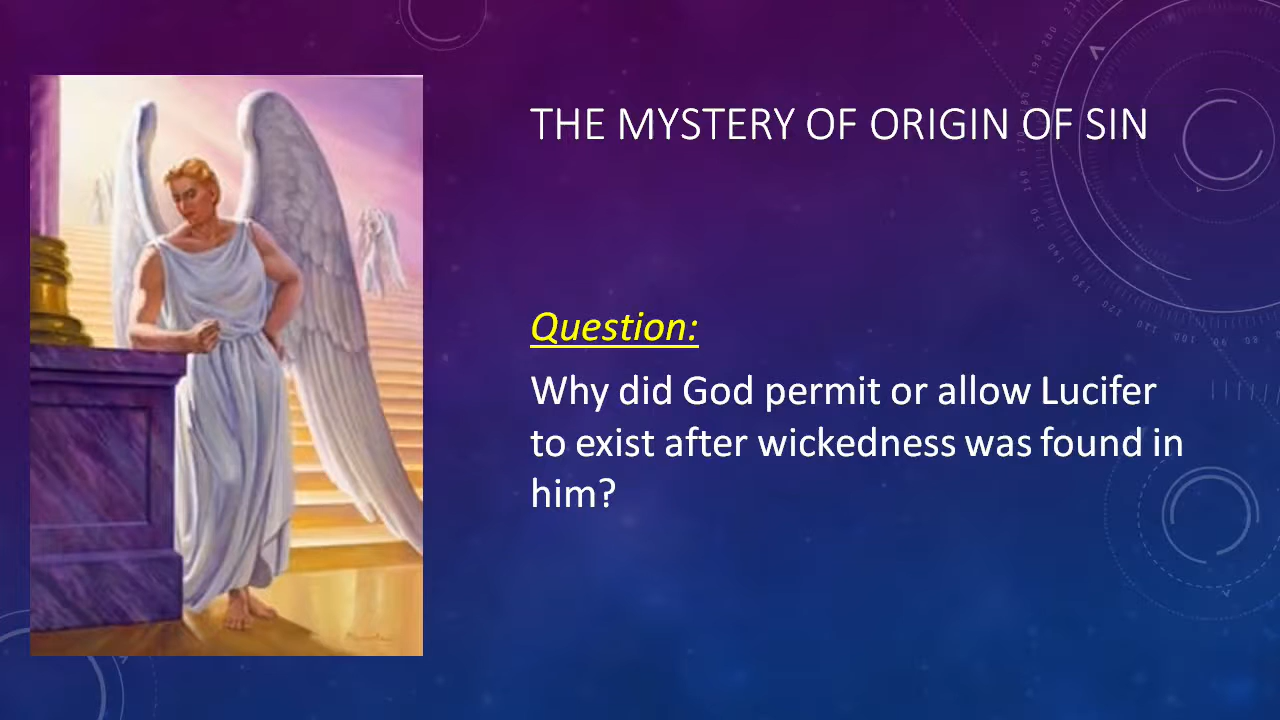 THE MYSTERY OF ORIGIN OF SIN
Question:
Why did God permit or allow Lucifer
to exist after wickedness was found in
him?